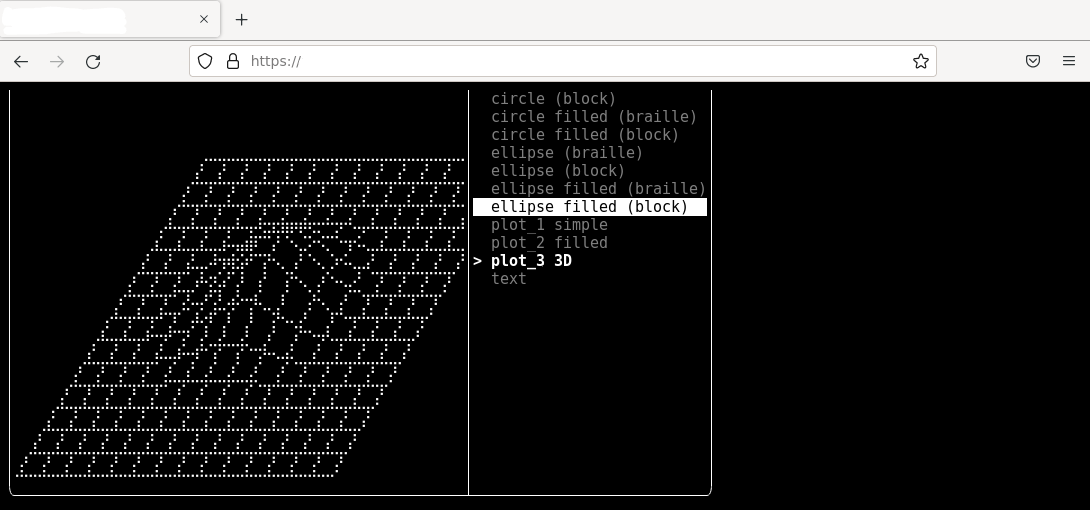 https://
circle (block)
circle filled (braille)
circle filled (block)
ellipse (braille)
ellipse (block)
ellipse filled (braille)
ellipse filled (block)
plot_1 simple
plot_2 filled
> plot_3 3D
text